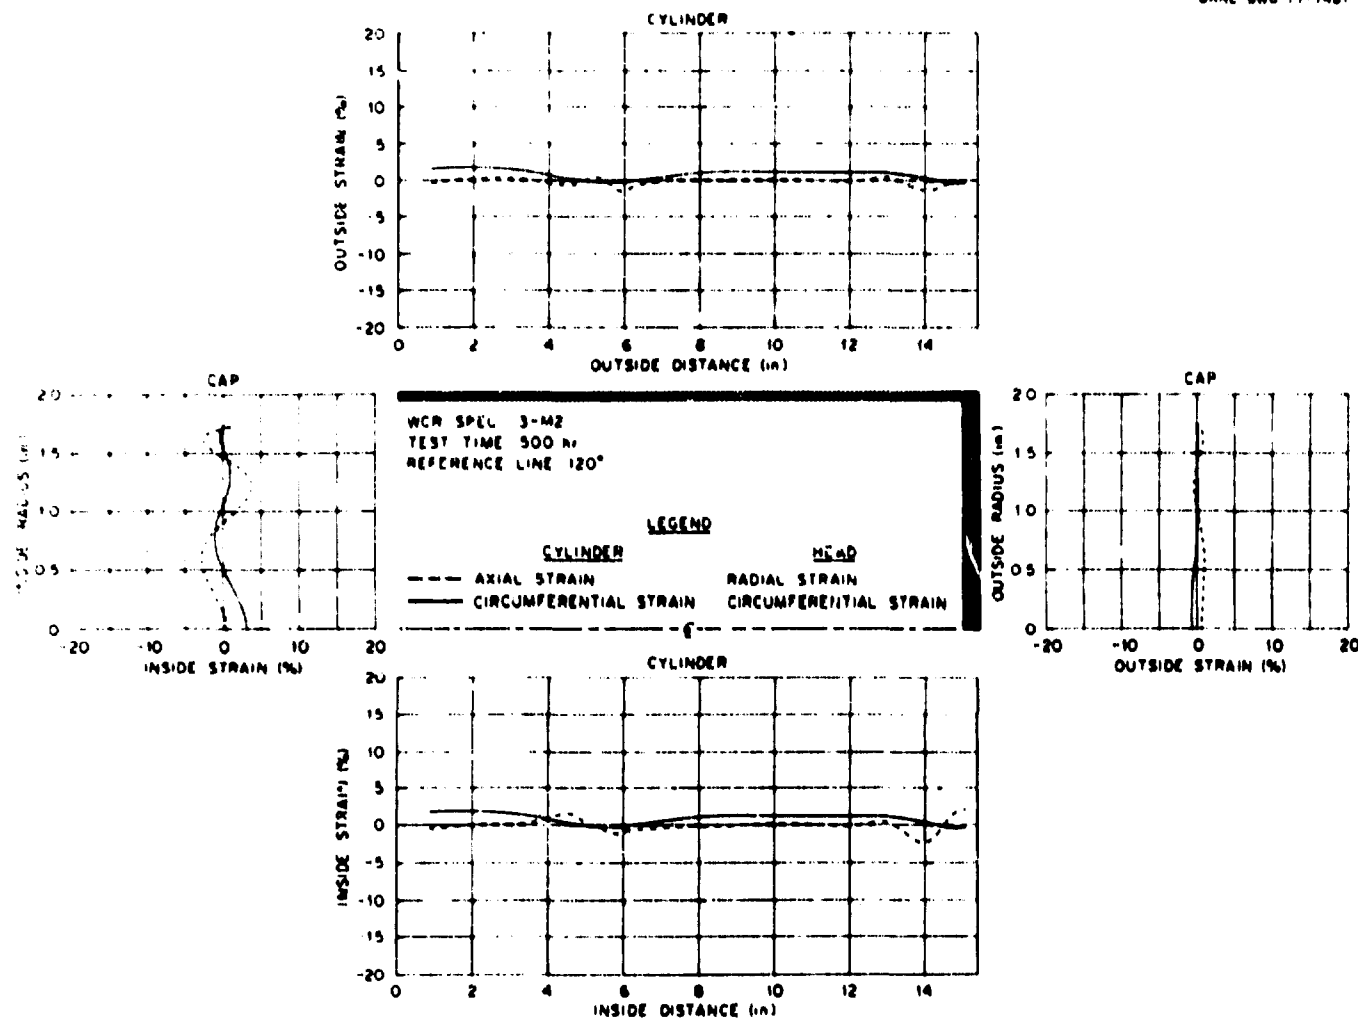 CYLINDER
20
15
10
5
0
-5
-10
-15
-20
OUTSIDE STRAIN (%)
0 2 4 6 8 10 12 14
OUTSIDE DISTANCE (in)
CAP
2.0
1.5
1.0
0.5
0
RADIUS (in)
-20 -10 0 10 20
INSIDE STRAIN (%)
WCR SPEC 3-M2
TEST TIME 500 hr
REFERENCE LINE 120°
LEGEND
CYLINDER HEAD
AXIAL STRAIN RADIAL STRAIN
CIRCUMFERENTIAL STRAIN CIRCUMFERENTIAL STRAIN
CAP
2.0
1.5
1.0
0.5
0
OUTSIDE RADIUS (in)
-20 -10 0 10 20
OUTSIDE STRAIN (%)
CYLINDER
20
15
10
5
0
-5
-10
-15
-20
INSIDE STRAIN (%)
0 2 4 6 8 10 12 14
INSIDE DISTANCE (in)